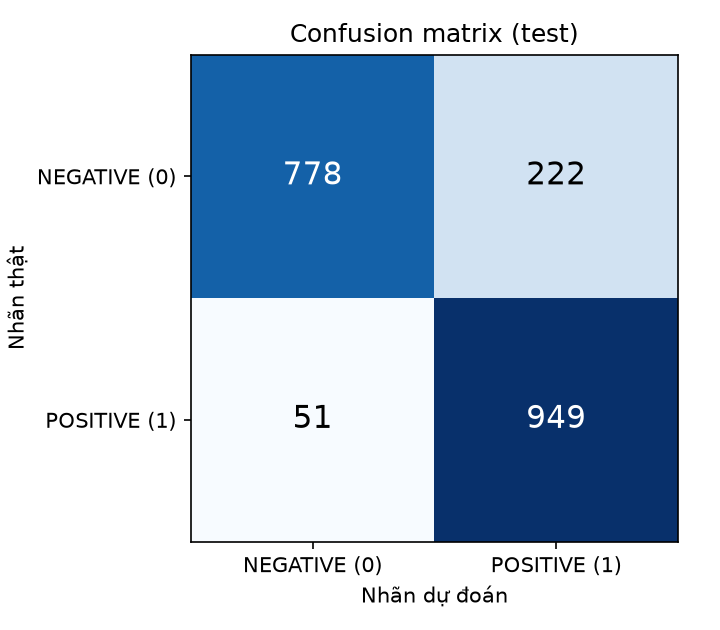 Confusion matrix (test)
NEGATIVE (0)
778
222
Nhãn thật
POSITIVE (1)
51
949
NEGATIVE (0)
POSITIVE (1)
Nhãn dự đoán